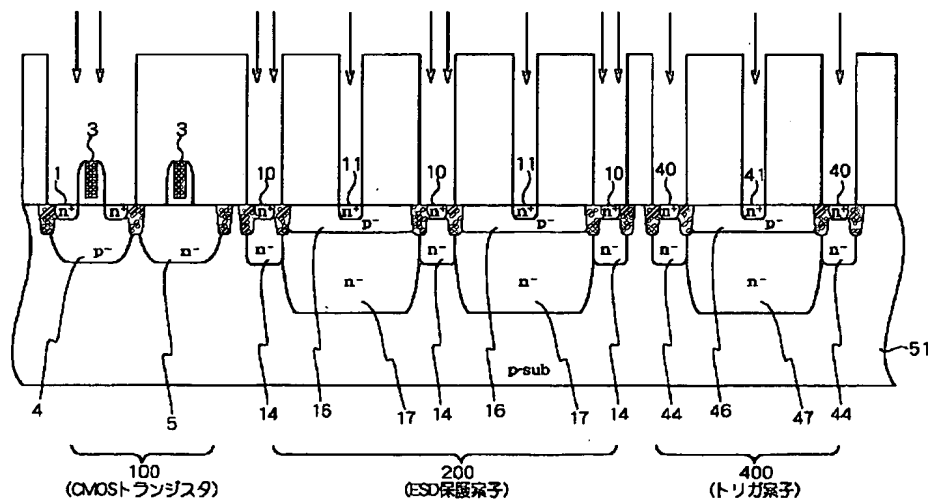 3 3
1 10 11 10 11 10 40 41 40
n⁺ n⁺ n⁺ n⁺ n⁺ n⁺ n⁺ n⁺ n⁺
p⁻ p⁻ p⁻
p⁻ n⁻ n⁻ n⁻ n⁻ n⁻ n⁻
n⁻ n⁻ n⁻
p-sub 51
4 5 14 16 17 14 16 17 14 44 46 47 44
100 200 400
(CMOSトランジスタ) (ESD保護素子) (トリガ素子)